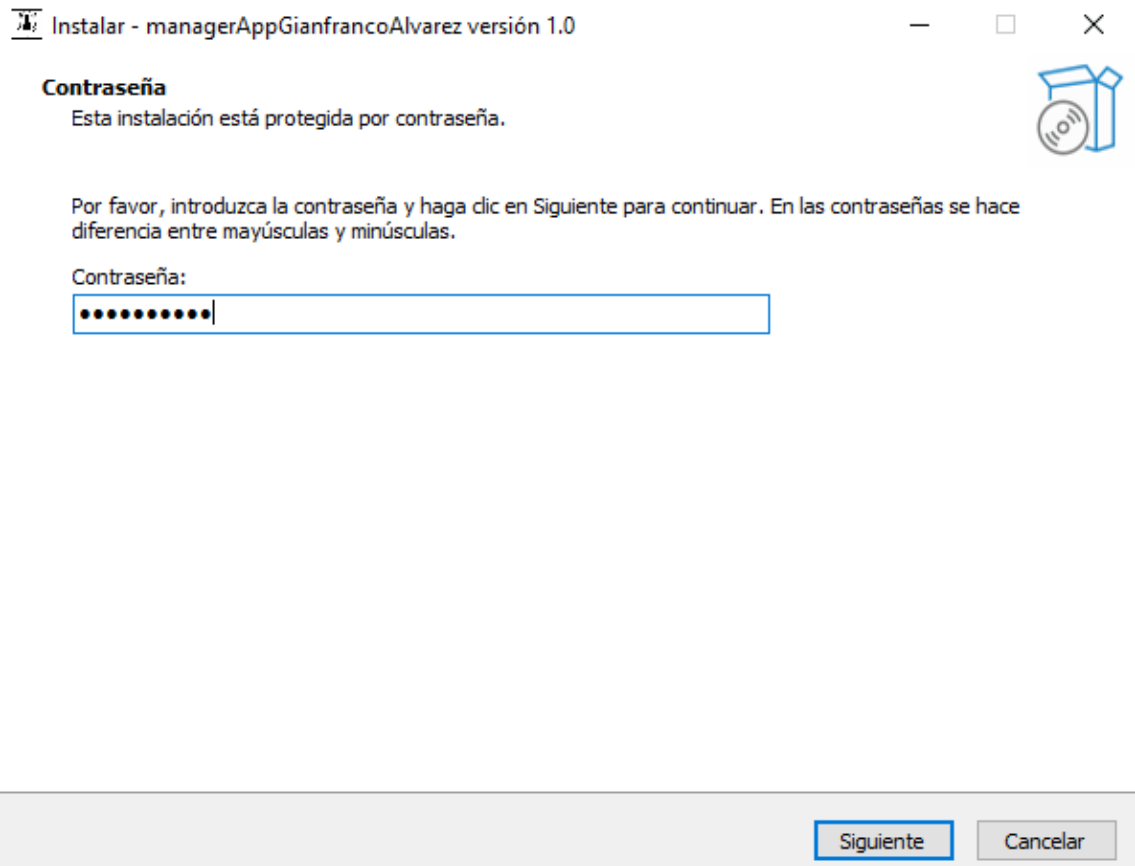 Instalar - managerAppGianfrancoAlvarez versión 1.0
Contraseña
Esta instalación está protegida por contraseña.
Por favor, introduzca la contraseña y haga clic en Siguiente para continuar. En las contraseñas se hace
diferencia entre mayúsculas y minúsculas.
Contraseña:
●●●●●●●●●●
Siguiente
Cancelar